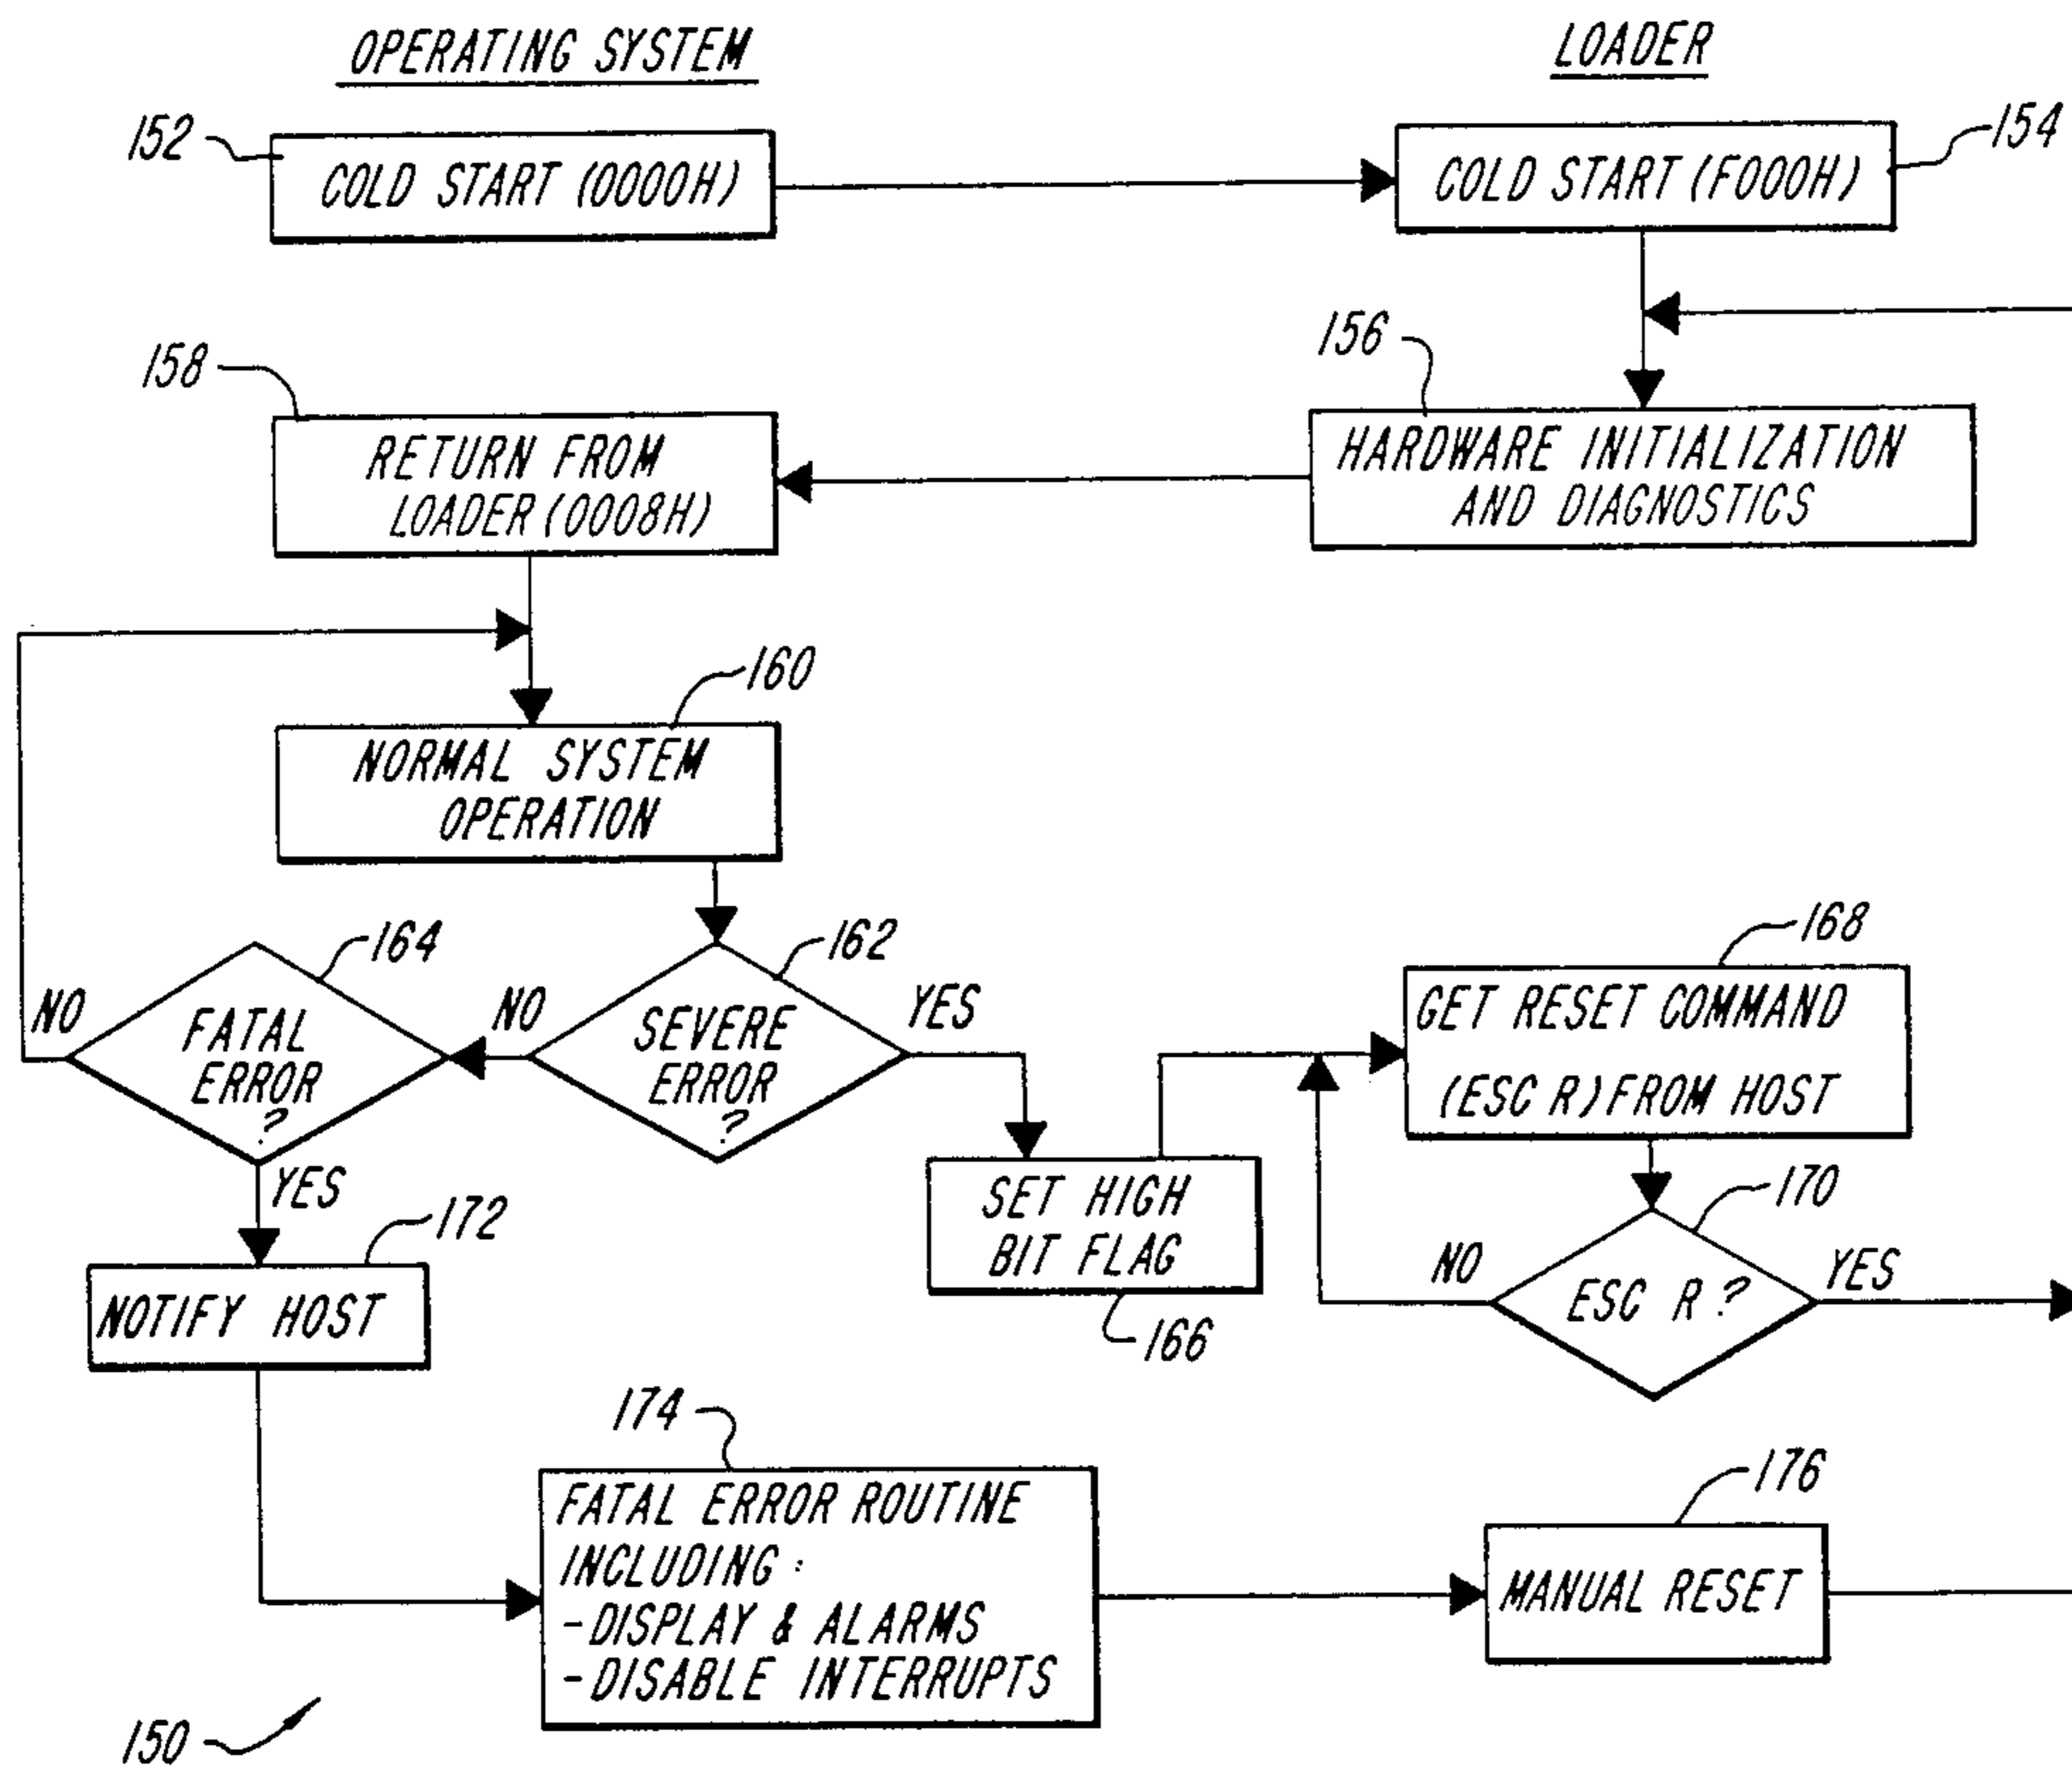 OPERATING SYSTEM
LOADER
152
COLD START (0000H)
COLD START (F000H)
154
156
158
RETURN FROM
LOADER (0008H)
HARDWARE INITIALIZATION
AND DIAGNOSTICS
160
NORMAL SYSTEM
OPERATION
164
162
168
NO
FATAL
ERROR
?
NO
SEVERE
ERROR
?
YES
GET RESET COMMAND
(ESC R) FROM HOST
YES
172
NOTIFY HOST
SET HIGH
BIT FLAG
166
170
NO
ESC R ?
YES
174
FATAL ERROR ROUTINE
INCLUDING :
-DISPLAY & ALARMS
-DISABLE INTERRUPTS
176
MANUAL RESET
150